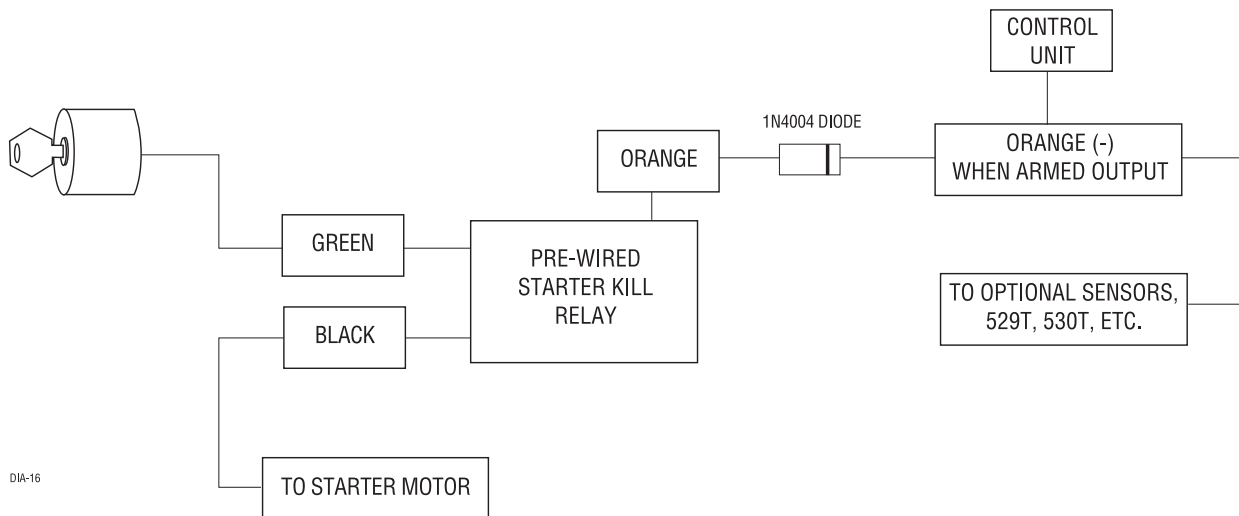 CONTROL
UNIT
1N4004 DIODE
ORANGE
ORANGE (-)
WHEN ARMED OUTPUT
GREEN
PRE-WIRED
STARTER KILL
RELAY
BLACK
TO OPTIONAL SENSORS,
529T, 530T, ETC.
TO STARTER MOTOR
DIA-16